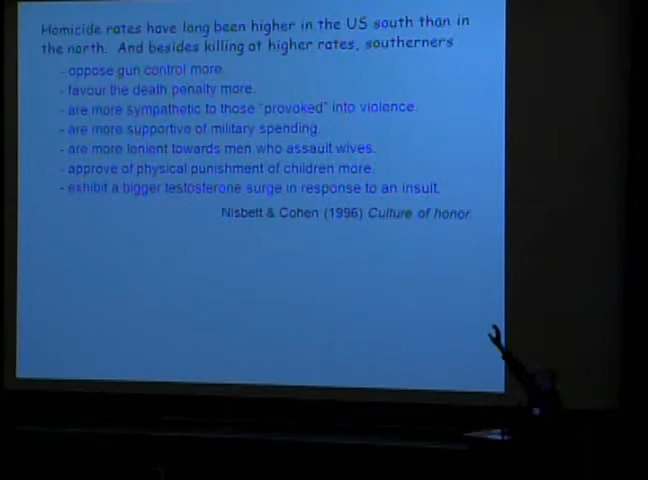 Homicide rates have long been higher in the US south than in
the north. And besides killing at higher rates, southerners
- oppose gun control more.
- favour the death penalty more.
- are more sympathetic to those "provoked" into violence.
- are more supportive of military spending.
- are more lenient towards men who assault wives.
- approve of physical punishment of children more.
- exhibit a bigger testosterone surge in response to an insult.
Nisbett & Cohen (1996) Culture of honor.